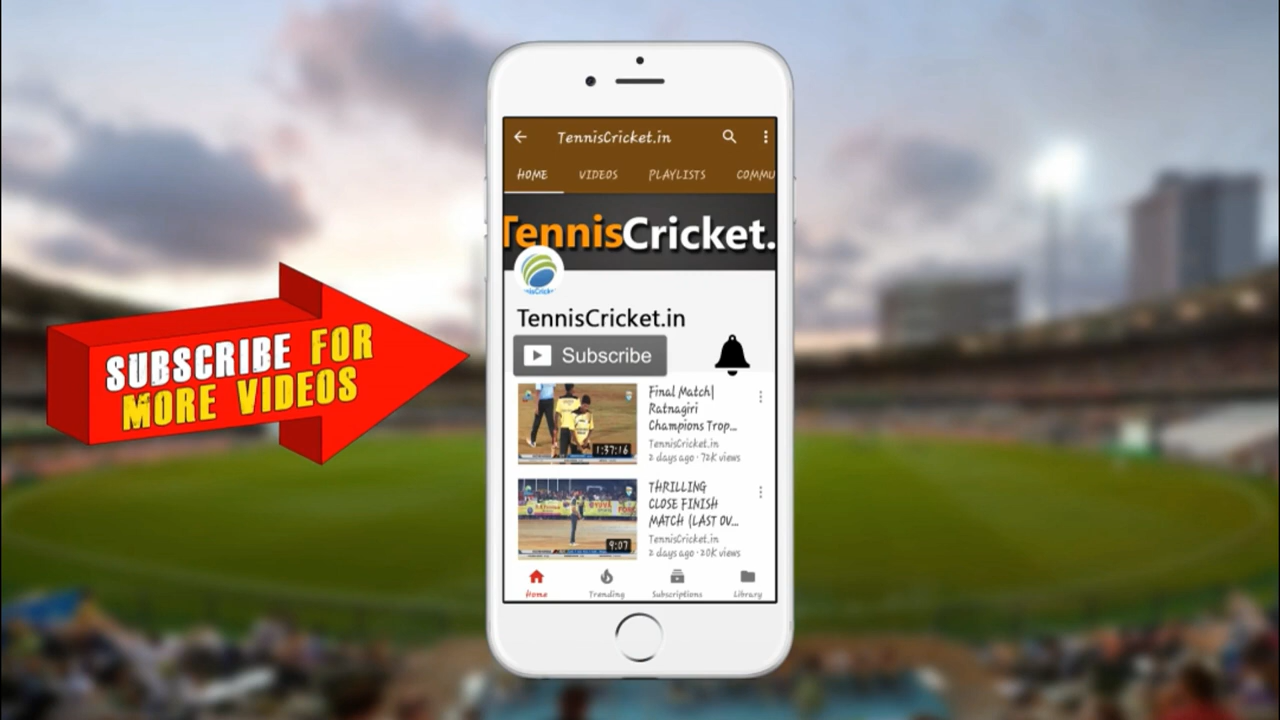 SUBSCRIBE FOR
MORE VIDEOS
TennisCricket.in
HOME VIDEOS PLAYLISTS COMMU
TennisCricket.
TennisCricket.in
Subscribe
Final Match|
Ratnagiri
Champions Trop...
TennisCricket.in
2 days ago · 72K views
1:37:16
THRILLING
CLOSE FINISH
MATCH (LAST OV...
TennisCricket.in
2 days ago · 20K views
9:07
Home Trending Subscriptions Library